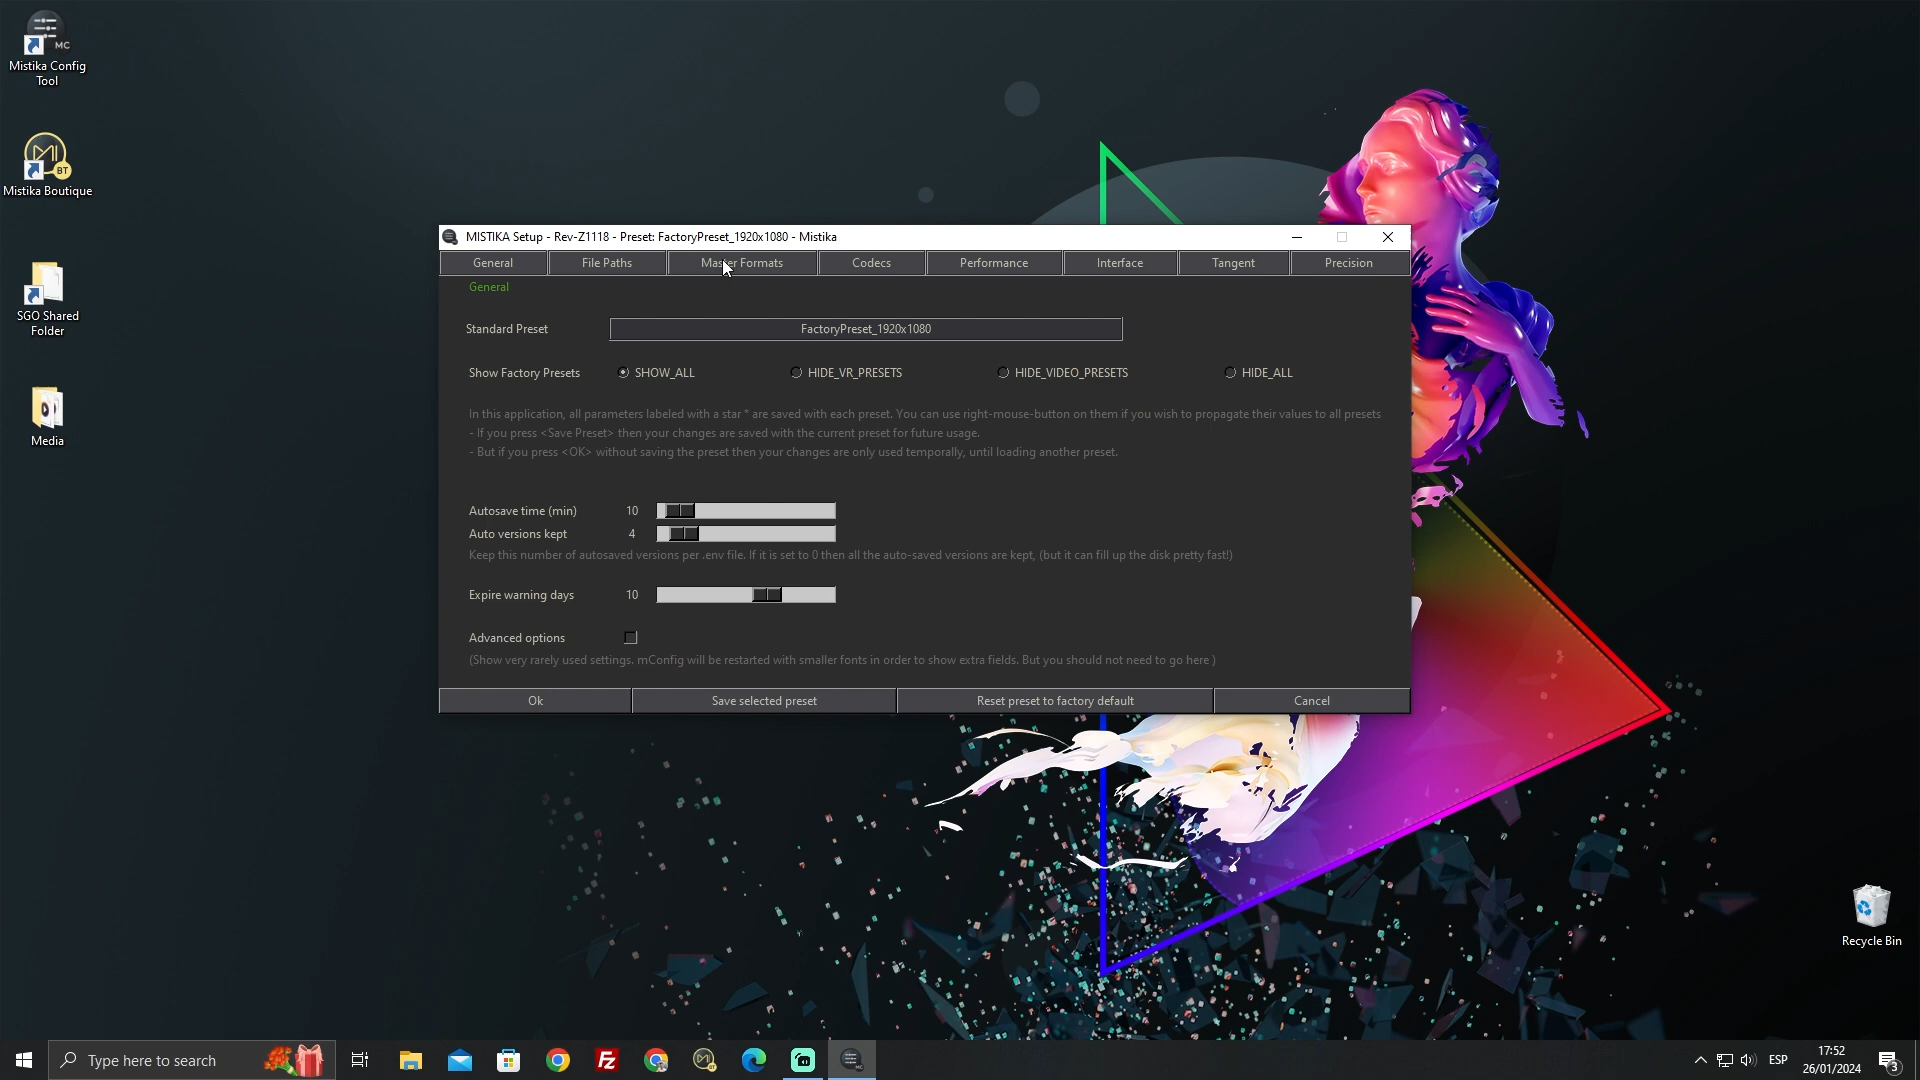 MC
Mistika Config
Tool
BT
Mistika Boutique
SGO Shared
Folder
Media
MISTIKA Setup - Rev-Z1118 - Preset: FactoryPreset_1920x1080 - Mistika
General
File Paths
Master Formats
Codecs
Performance
Interface
Tangent
Precision
General
Standard Preset
FactoryPreset_1920x1080
Show Factory Presets
SHOW_ALL
HIDE_VR_PRESETS
HIDE_VIDEO_PRESETS
HIDE_ALL
In this application, all parameters labeled with a star * are saved with each preset. You can use right-mouse-button on them if you wish to propagate their values to all presets
- If you press <Save Preset> then your changes are saved with the current preset for future usage.
- But if you press <OK> without saving the preset then your changes are only used temporally, until loading another preset.
Autosave time (min) 10
Auto versions kept 4
Keep this number of autosaved versions per .env file. If it is set to 0 then all the auto-saved versions are kept, (but it can fill up the disk pretty fast!)
Expire warning days 10
Advanced options
(Show very rarely used settings. mConfig will be restarted with smaller fonts in order to show extra fields. But you should not need to go here )
Ok
Save selected preset
Reset preset to factory default
Cancel
Recycle Bin
Type here to search
FZ
ESP
17:52
26/01/2024
3